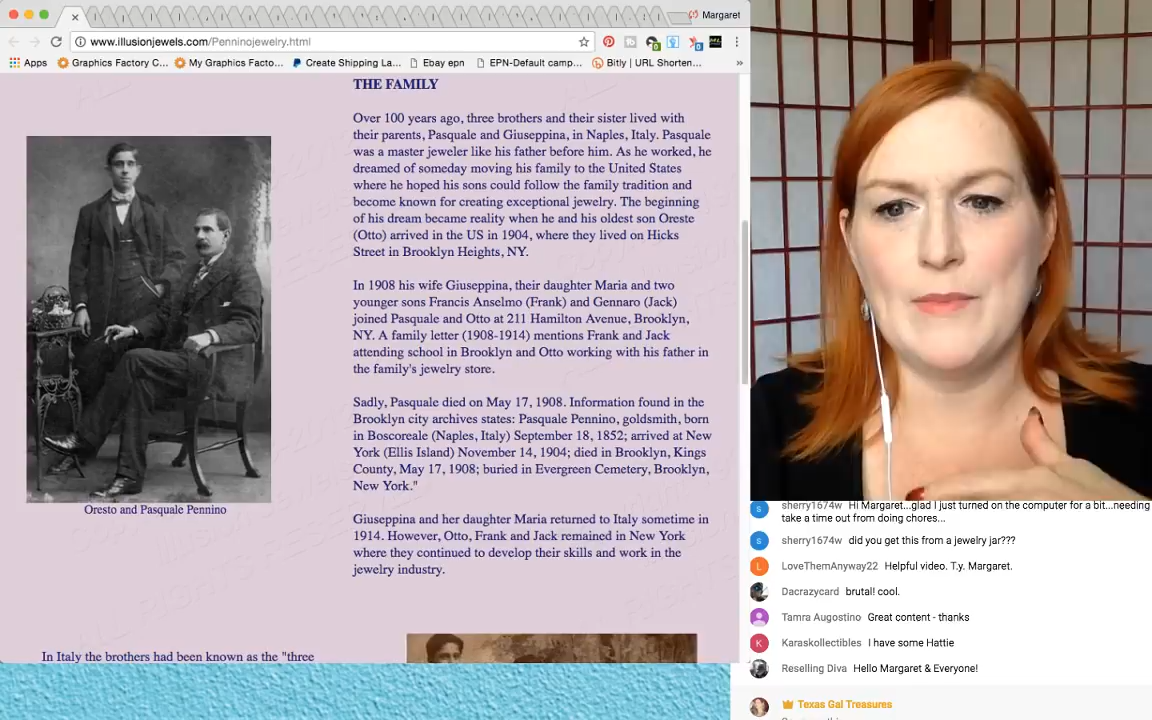 Margaret
www.illusionjewels.com/Penninojewelry.html
Apps
Graphics Factory C...
My Graphics Facto...
Create Shipping La...
Ebay epn
EPN-Default camp...
Bitly | URL Shorten...
»
THE FAMILY
Over 100 years ago, three brothers and their sister lived with
their parents, Pasquale and Giuseppina, in Naples, Italy. Pasquale
was a master jeweler like his father before him. As he worked, he
dreamed of someday moving his family to the United States
where he hoped his sons could follow the family tradition and
become known for creating exceptional jewelry. The beginning
of his dream became reality when he and his oldest son Oreste
(Otto) arrived in the US in 1904, where they lived on Hicks
Street in Brooklyn Heights, NY.
In 1908 his wife Giuseppina, their daughter Maria and two
younger sons Francis Anselmo (Frank) and Gennaro (Jack)
joined Pasquale and Otto at 211 Hamilton Avenue, Brooklyn,
NY. A family letter (1908-1914) mentions Frank and Jack
attending school in Brooklyn and Otto working with his father in
the family's jewelry store.
Sadly, Pasquale died on May 17, 1908. Information found in the
Brooklyn city archives states: Pasquale Pennino, goldsmith, born
in Boscoreale (Naples, Italy) September 18, 1852; arrived at New
York (Ellis Island) November 14, 1904; died in Brooklyn, Kings
County, May 17, 1908; buried in Evergreen Cemetery, Brooklyn,
New York."
Oresto and Pasquale Pennino
Giuseppina and her daughter Maria returned to Italy sometime in
1914. However, Otto, Frank and Jack remained in New York
where they continued to develop their skills and work in the
jewelry industry.
In Italy the brothers had been known as the "three
sherry1674w Hi Margaret...glad I just turned on the computer for a bit...needing
take a time out from doing chores...
sherry1674w did you get this from a jewelry jar???
LoveThemAnyway22 Helpful video. T.y. Margaret.
Dacrazycard brutal! cool.
Tamra Augostino Great content - thanks
Karaskollectibles I have some Hattie
Reselling Diva Hello Margaret & Everyone!
Texas Gal Treasures